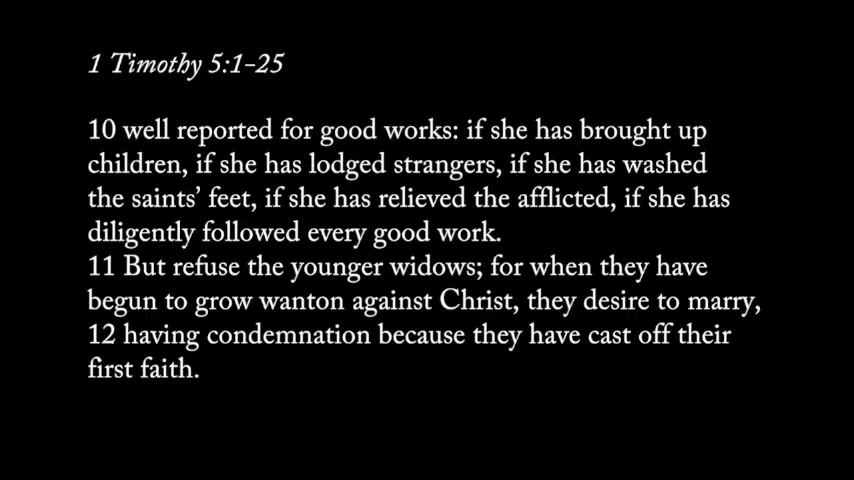 1 Timothy 5:1-25
10 well reported for good works: if she has brought up
children, if she has lodged strangers, if she has washed
the saints’ feet, if she has relieved the afflicted, if she has
diligently followed every good work.
11 But refuse the younger widows; for when they have
begun to grow wanton against Christ, they desire to marry,
12 having condemnation because they have cast off their
first faith.